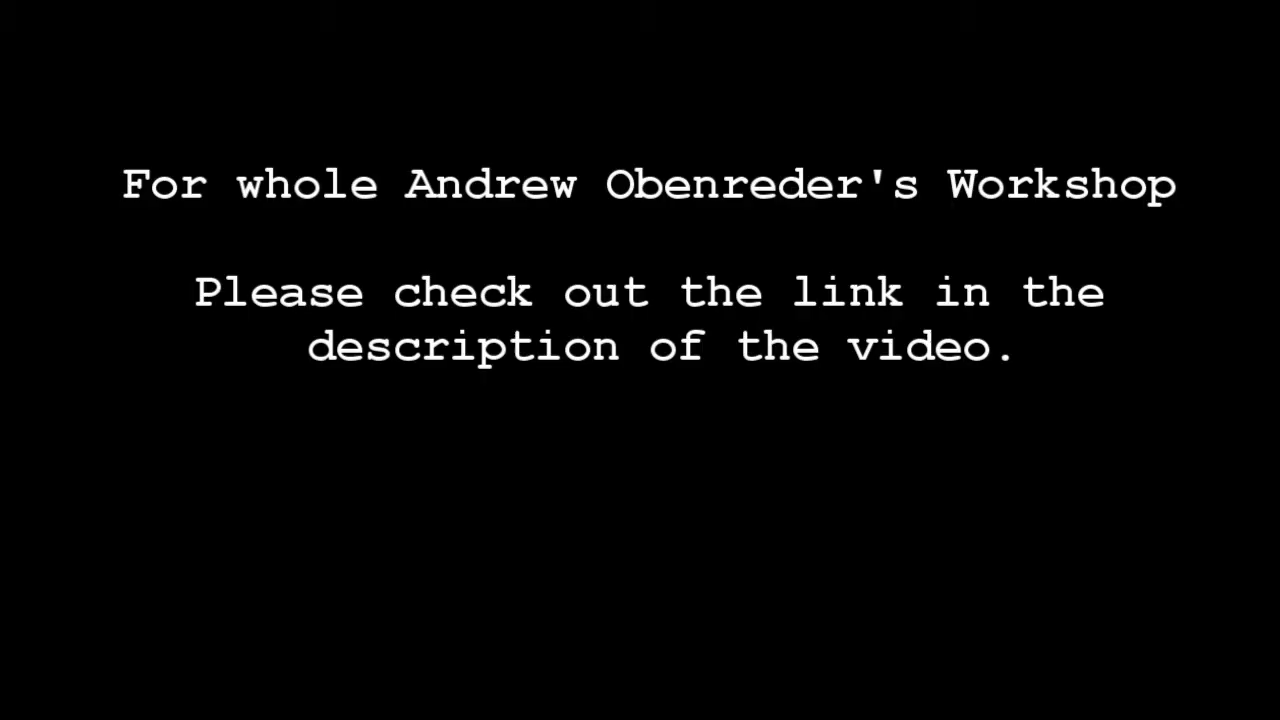 For whole Andrew Obenreder's Workshop
Please check out the link in the
description of the video.